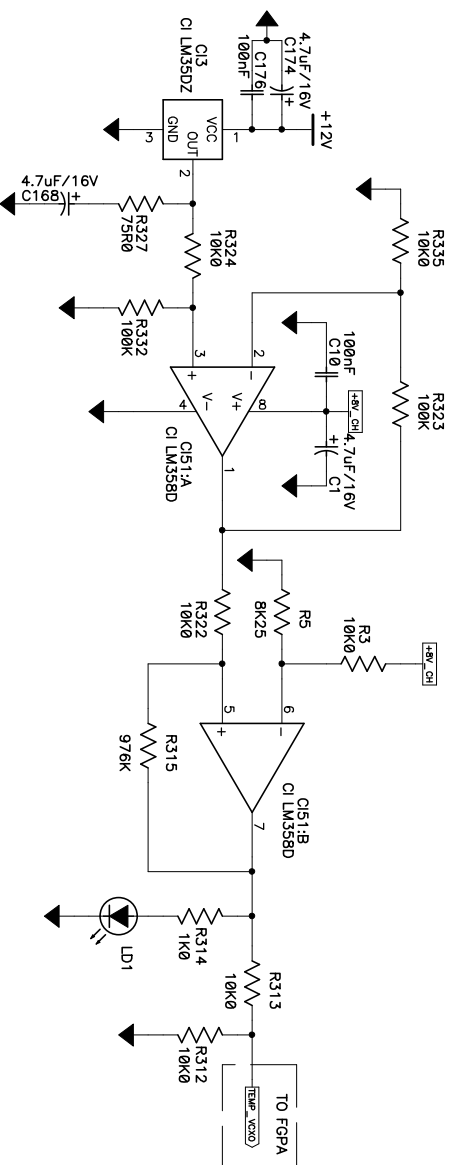 +12V
4.7uF/16V
C174
+
C176
100nF
CI3
CI LM35DZ
VCC
1
OUT
2
GND
3
4.7uF/16V
C168
+
R327
75R0
R324
10K0
R332
100K
R335
10K0
R323
100K
100nF
C10
+8V_CH
4.7uF/16V
C1
+
2
3
-
+
V+
V-
8
4
1
CI51:A
CI LM358D
R322
10K0
R5
8K25
R3
10K0
+8V_CH
6
5
-
+
7
CI51:B
CI LM358D
R315
976K
R314
1K0
LD1
R313
10K0
R312
10K0
TO FGPA
TEMP_VCXO